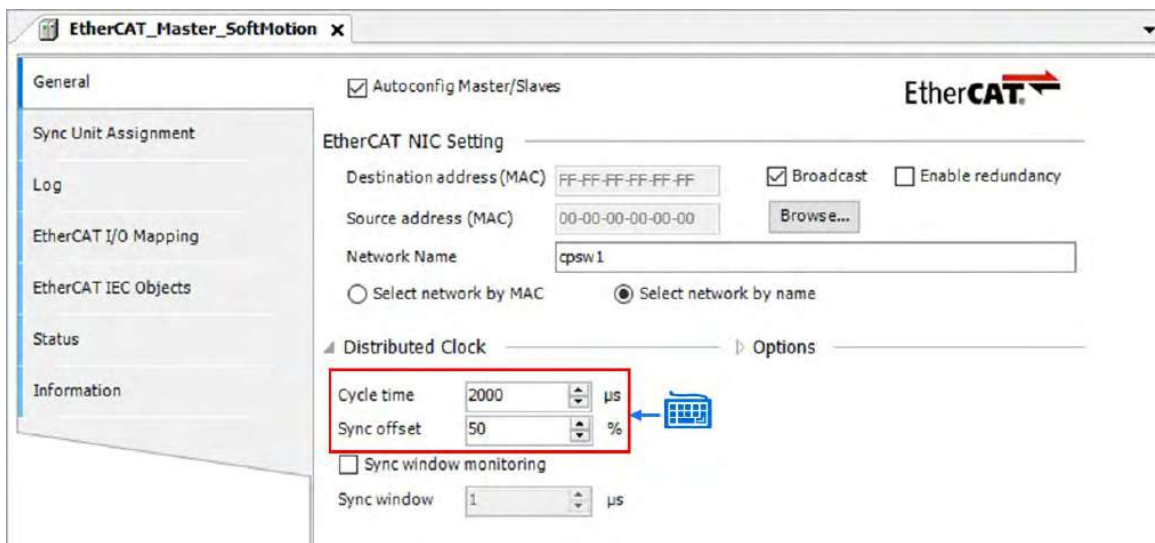 EtherCAT_Master_SoftMotion x
General
Autoconfig Master/Slaves
EtherCAT.
Sync Unit Assignment
EtherCAT NIC Setting
Log
Destination address (MAC) FF-FF-FF-FF-FF-FF Broadcast Enable redundancy
Source address (MAC) 00-00-00-00-00-00 Browse...
EtherCAT I/O Mapping
Network Name cpsw1
EtherCAT IEC Objects
Select network by MAC Select network by name
Status
Distributed Clock Options
Information
Cycle time 2000 µs
Sync offset 50 %
Sync window monitoring
Sync window 1 µs